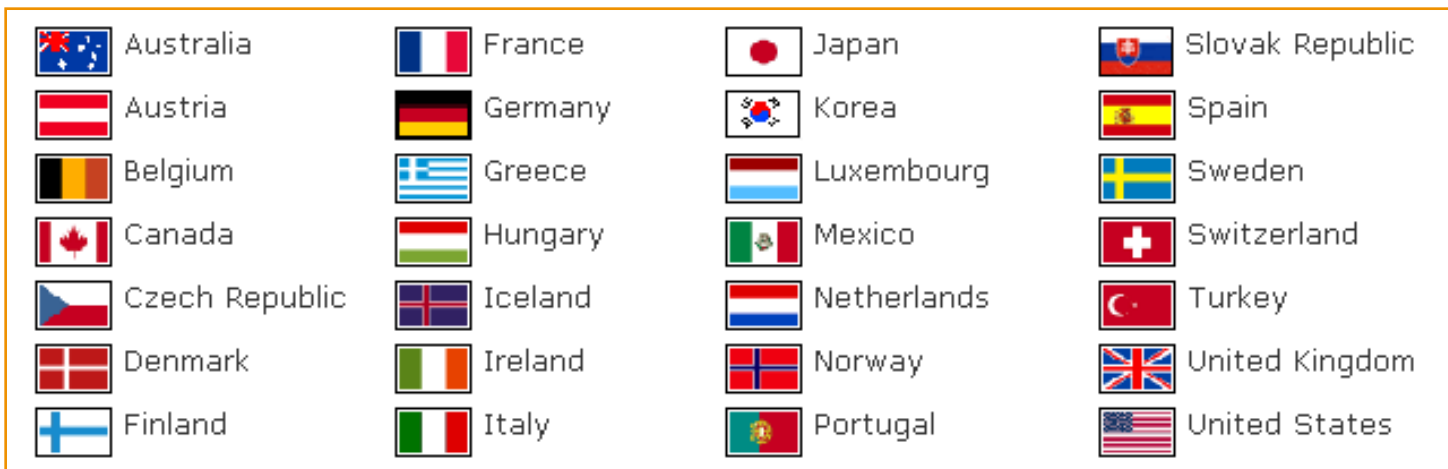 Australia
Austria
Belgium
Canada
Czech Republic
Denmark
Finland
France
Germany
Greece
Hungary
Iceland
Ireland
Italy
Japan
Korea
Luxembourg
Mexico
Netherlands
Norway
Portugal
Slovak Republic
Spain
Sweden
Switzerland
Turkey
United Kingdom
United States